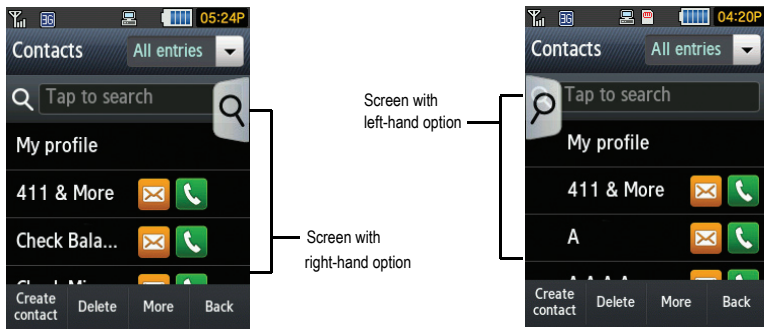 3G 05:24P
Contacts All entries
Tap to search
My profile
411 & More
Check Bala...
Create contact Delete More Back
Screen with
right-hand option
Screen with
left-hand option
3G 04:20P
Contacts All entries
Tap to search
My profile
411 & More
A
A A A A
Create contact Delete More Back